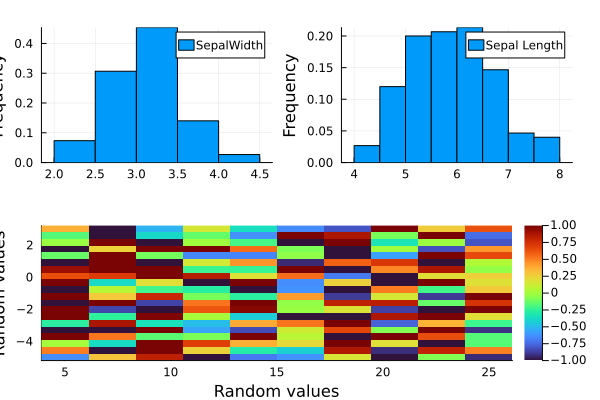 SepalWidth
Frequency
0.4
0.3
0.2
0.1
0.0
2.0 2.5 3.0 3.5 4.0 4.5
Sepal Length
Frequency
0.20
0.15
0.10
0.05
0.00
4 5 6 7 8
Random values
2
0
−2
−4
5 10 15 20 25
Random values
1.00
0.75
0.50
0.25
0
−0.25
−0.50
−0.75
−1.00